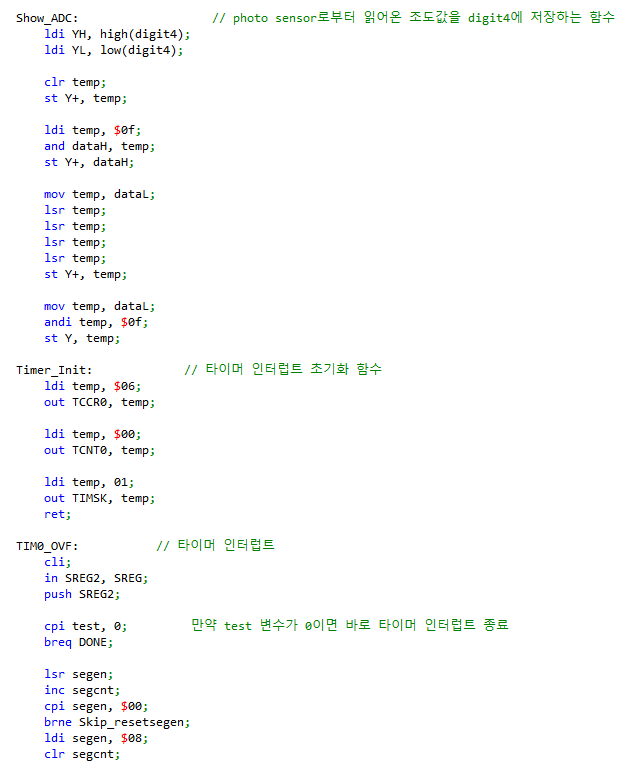 Show_ADC: // photo sensor로부터 읽어온 조도값을 digit4에 저장하는 함수
ldi YH, high(digit4);
ldi YL, low(digit4);
clr temp;
st Y+, temp;
ldi temp, $0f;
and dataH, temp;
st Y+, dataH;
mov temp, dataL;
lsr temp;
lsr temp;
lsr temp;
lsr temp;
st Y+, temp;
mov temp, dataL;
andi temp, $0f;
st Y, temp;
Timer_Init: // 타이머 인터럽트 초기화 함수
ldi temp, $06;
out TCCR0, temp;
ldi temp, $00;
out TCNT0, temp;
ldi temp, 01;
out TIMSK, temp;
ret;
TIM0_OVF: // 타이머 인터럽트
cli;
in SREG2, SREG;
push SREG2;
cpi test, 0; 만약 test 변수가 0이면 바로 타이머 인터럽트 종료
breq DONE;
lsr segen;
inc segcnt;
cpi segen, $00;
brne Skip_resetsegen;
ldi segen, $08;
clr segcnt;